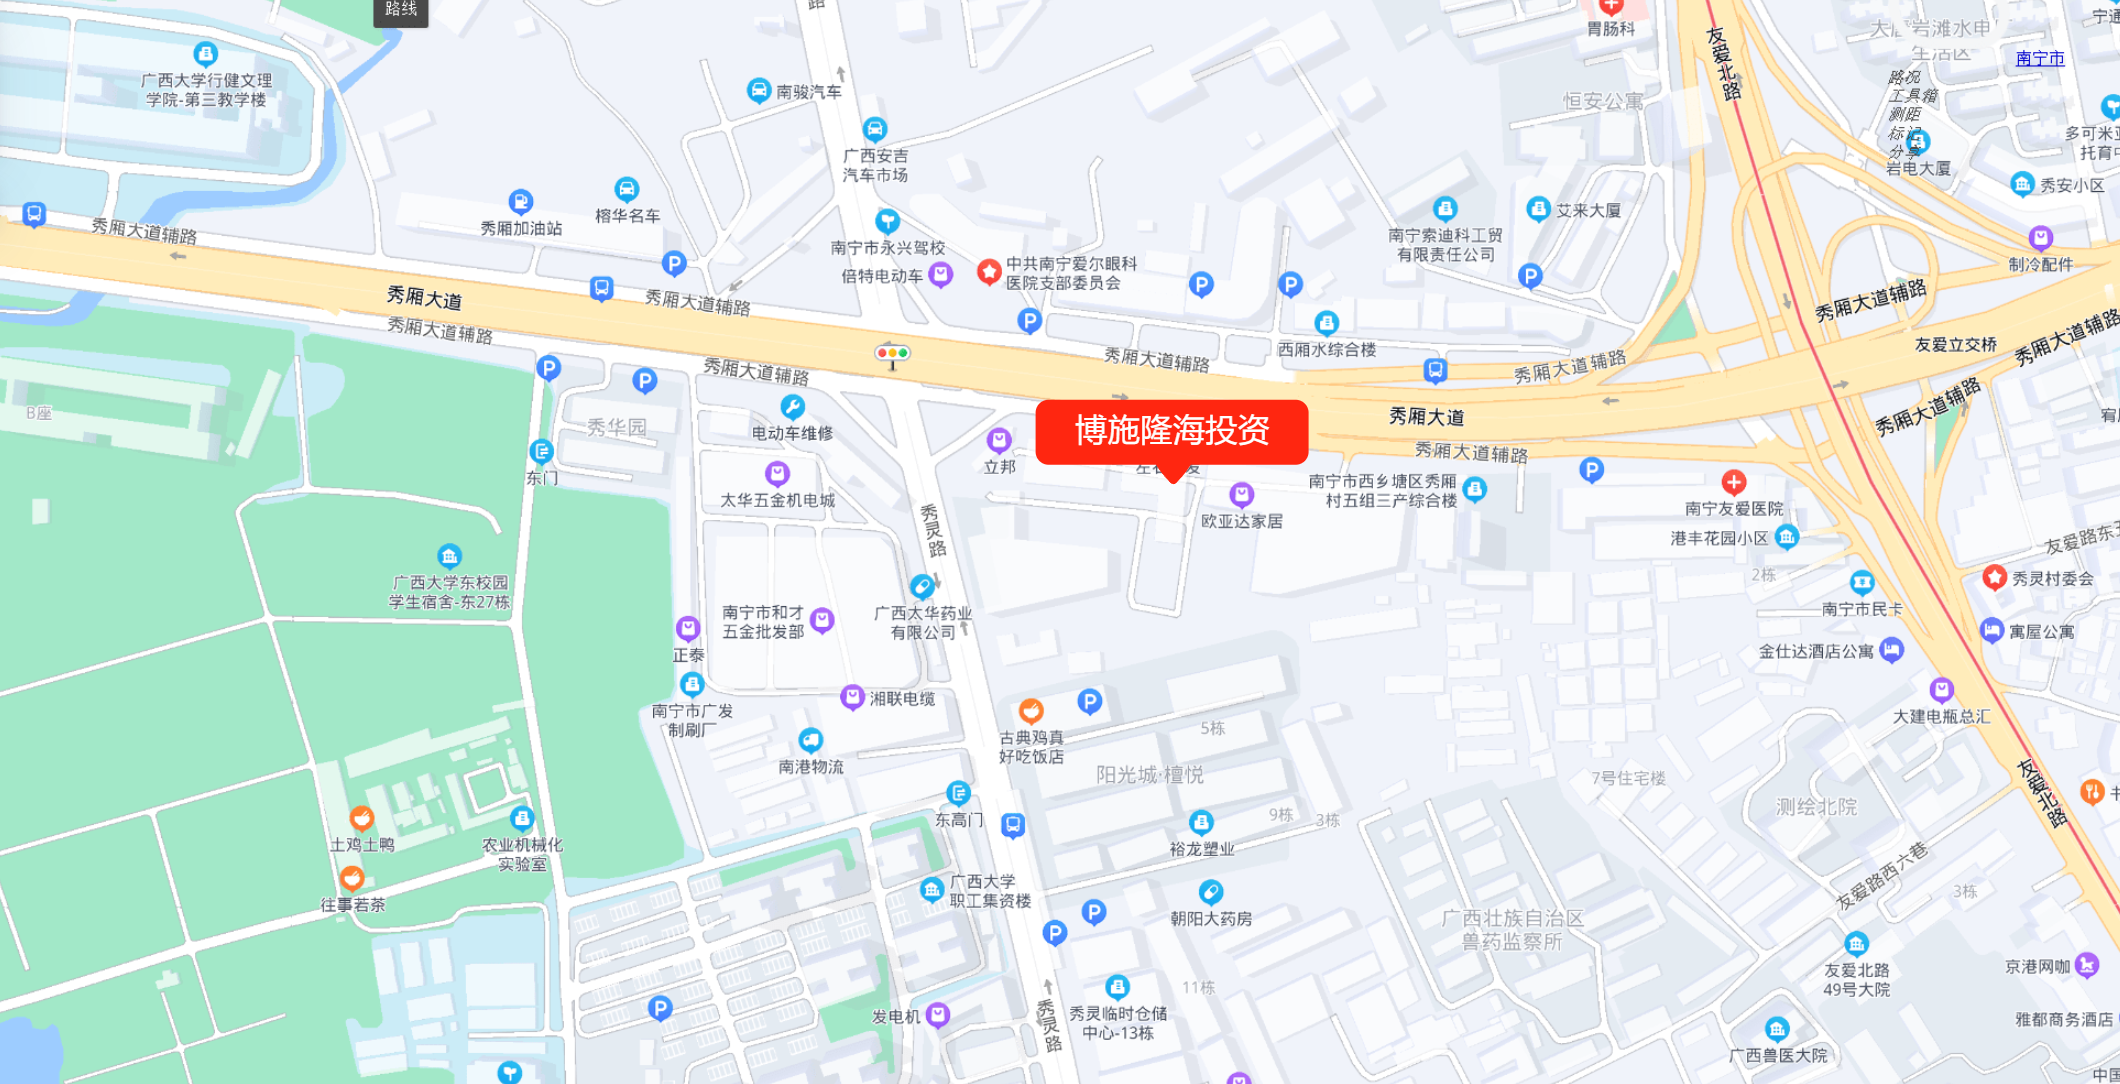 路线
路
胃肠科
大唐岩滩水电
生活区
南宁市
路况
工具箱
测距
标记
分享
广西大学行健文理
学院-第三教学楼
南骏汽车
友爱北路
恒安公寓
广西安吉
汽车市场
岩电大厦
多可米亚
托育中
秀安小区
榕华名车
秀厢加油站
秀厢大道辅路
南宁市永兴驾校
倍特电动车
中共南宁爱尔眼科
医院支部委员会
南宁索迪科工贸
有限责任公司
艾来大厦
制冷配件
秀厢大道
秀厢大道辅路
秀厢大道辅路
秀厢大道辅路
秀厢大道辅路
西厢水综合楼
秀厢大道辅路
秀厢大道辅路
友爱立交桥
秀厢大道辅路
秀厢大道辅路
B座
秀华园
电动车维修
博施隆海投资
秀厢大道
秀厢大道辅路
东门
太华五金机电城
立邦
欧亚达家居
南宁市西乡塘区秀厢
村五组三产综合楼
南宁友爱医院
港丰花园小区
秀灵路
友爱路东五
2栋
广西大学东校园
学生宿舍-东27栋
南宁市和才
五金批发部
广西太华药业
有限公司
南宁市民卡
秀灵村委会
寓屋公寓
金仕达酒店公寓
正泰
南宁市广发
制刷厂
湘联电缆
大建电瓶总汇
南港物流
古典鸡真
好吃饭店
5栋
阳光城·檀悦
7号住宅楼
测绘北院
友爱北路
东高门
9栋
3栋
裕龙塑业
土鸡土鸭
农业机械化
实验室
往事若茶
广西大学
职工集资楼
朝阳大药房
友爱路西六巷
3栋
广西壮族自治区
兽药监察所
友爱北路
49号大院
京港网咖
11栋
秀灵路
秀灵临时仓储
中心-13栋
发电机
雅都商务酒店
广西兽医大院
中国